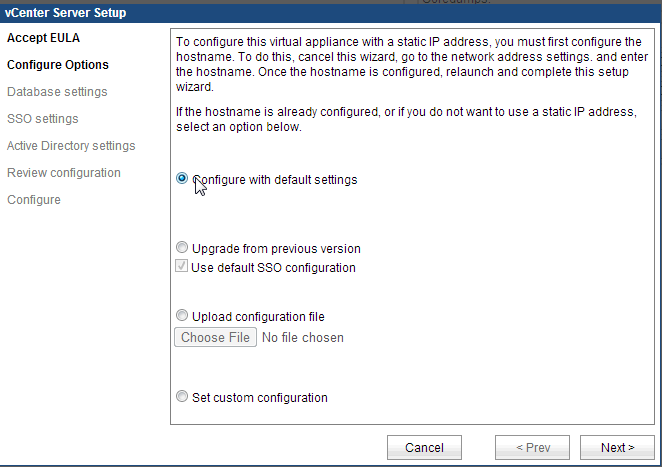 Coredumps:
vCenter Server Setup
Accept EULA
Configure Options
Database settings
SSO settings
Active Directory settings
Review configuration
Configure
To configure this virtual appliance with a static IP address, you must first configure the
hostname. To do this, cancel this wizard, go to the network address settings. and enter
the hostname. Once the hostname is configured, relaunch and complete this setup
wizard.
If the hostname is already configured, or if you do not want to use a static IP address,
select an option below.
Configure with default settings
Upgrade from previous version
Use default SSO configuration
Upload configuration file
Choose File No file chosen
Set custom configuration
Cancel < Prev Next >